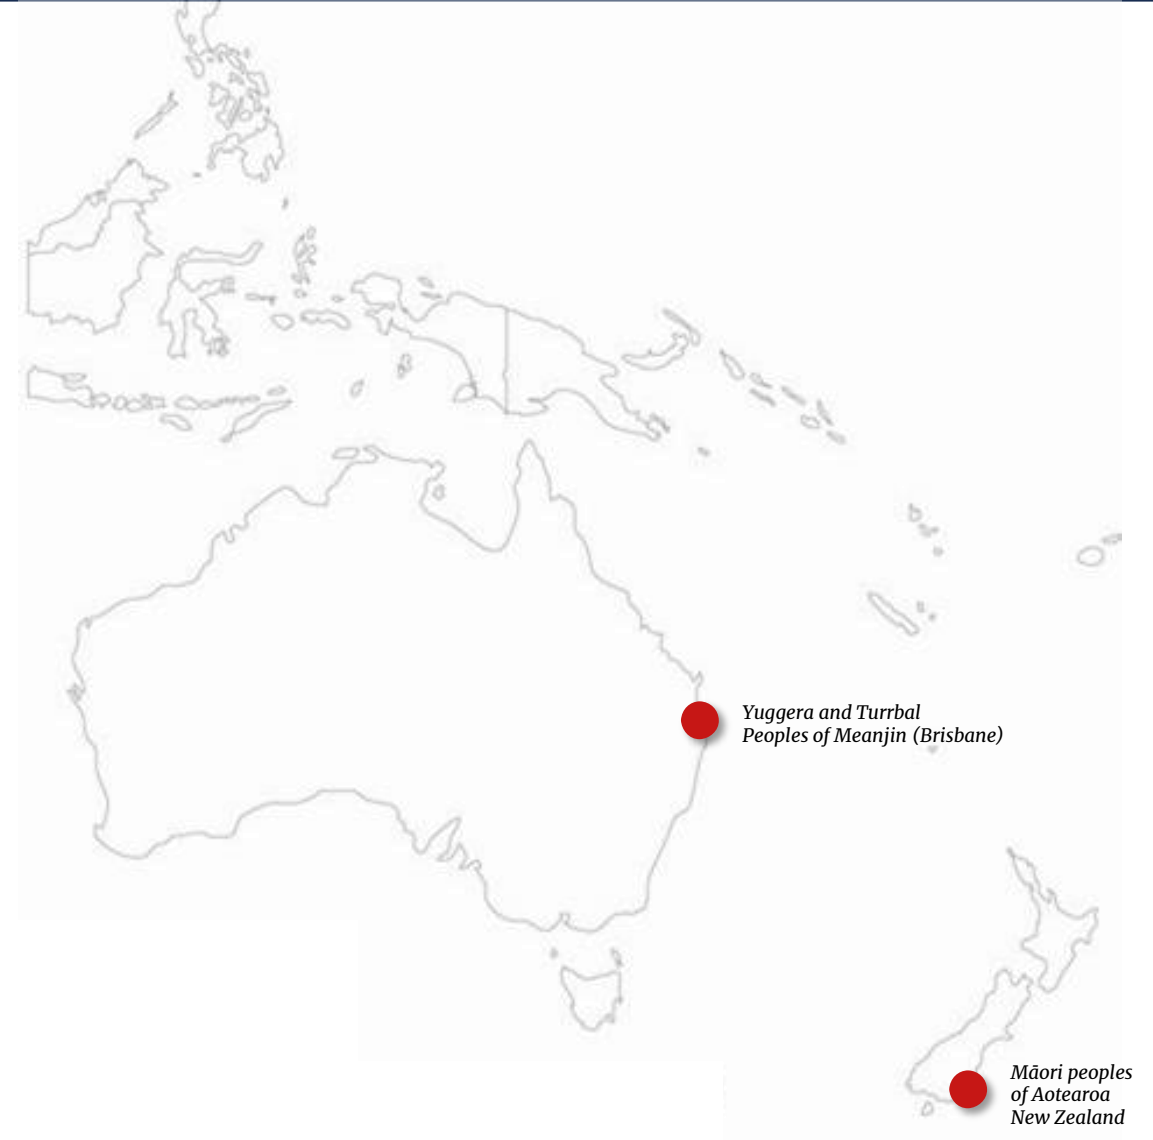 Yuggera and Turrbal
Peoples of Meanjin (Brisbane)
Māori peoples
of Aotearoa
New Zealand